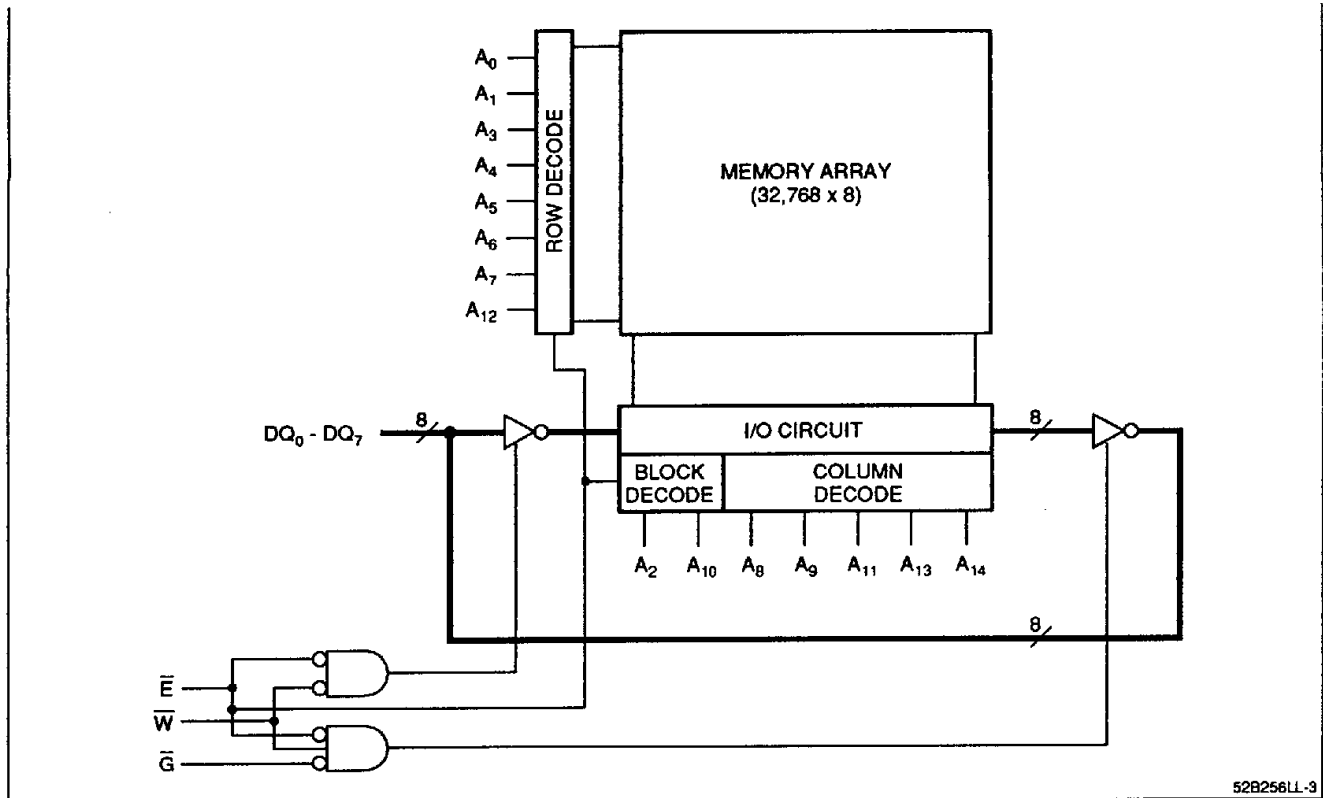 A₀
A₁
A₃
A₄
A₅
A₆
A₇
A₁₂
ROW DECODE
MEMORY ARRAY
(32,768 x 8)
DQ₀ - DQ₇
8
I/O CIRCUIT
8
BLOCK
DECODE
COLUMN
DECODE
A₂
A₁₀
A₈
A₉
A₁₁
A₁₃
A₁₄
8
E̅
W̅
G̅
52B256LL-3